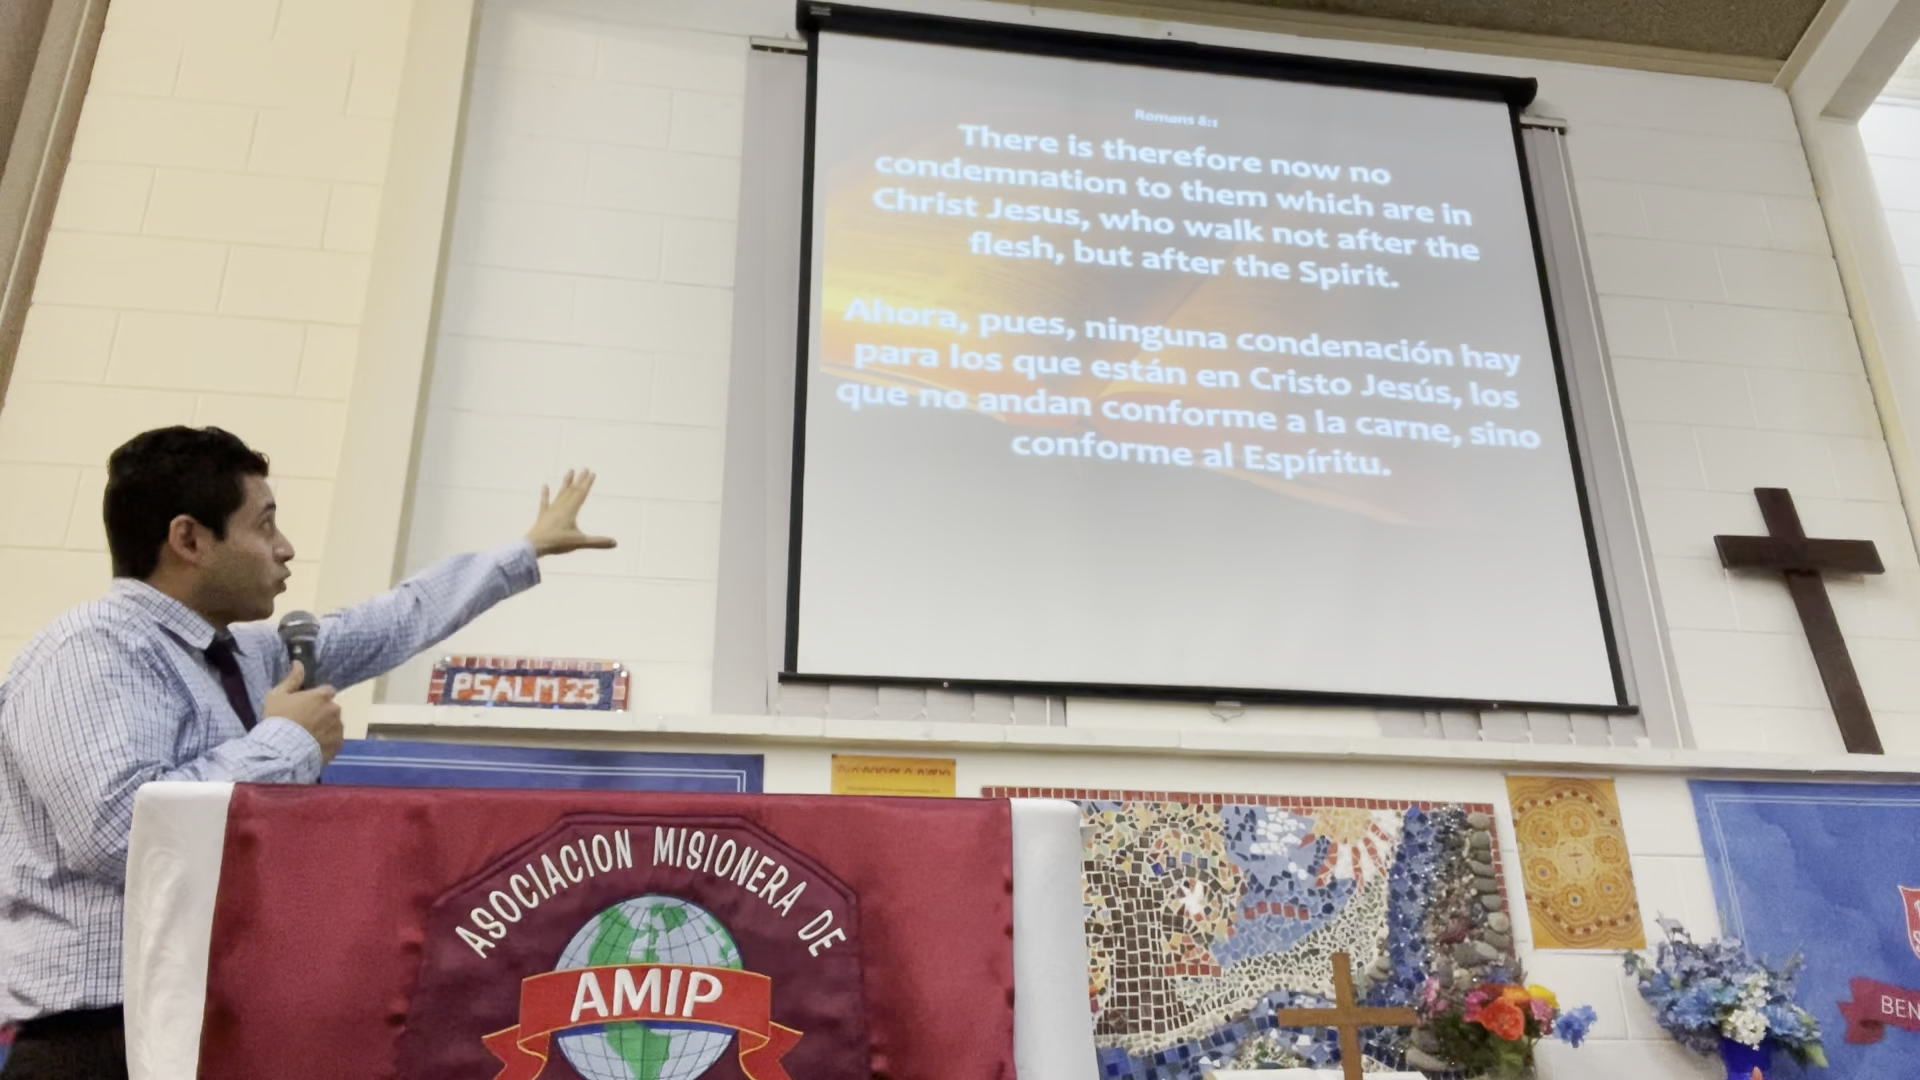 Romans 8:1
There is therefore now no
condemnation to them which are in
Christ Jesus, who walk not after the
flesh, but after the Spirit.
Ahora, pues, ninguna condenación hay
para los que están en Cristo Jesús, los
que no andan conforme a la carne, sino
conforme al Espíritu.
PSALM 23
ASOCIACION MISIONERA DE
AMIP
BEN